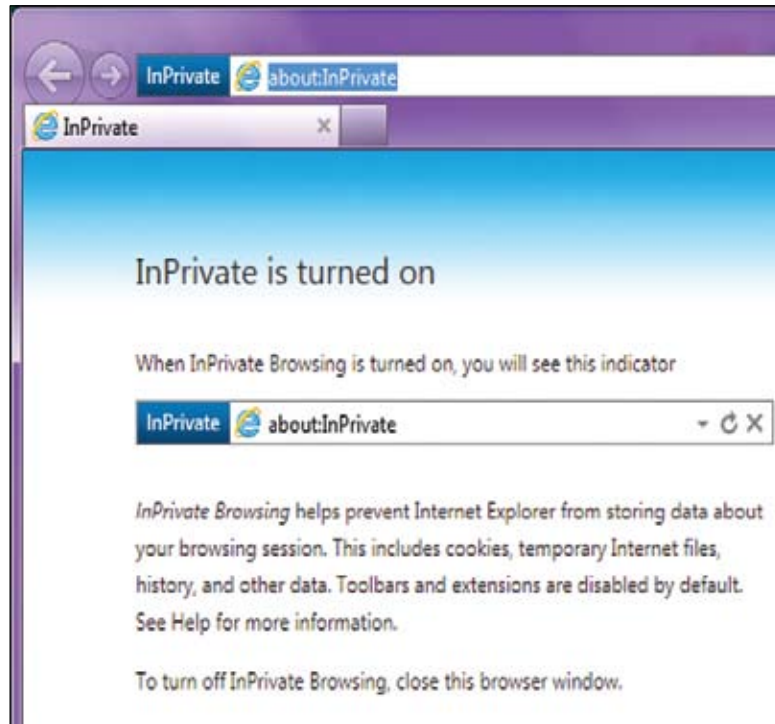 InPrivate about:InPrivate
InPrivate
InPrivate is turned on
When InPrivate Browsing is turned on, you will see this indicator
InPrivate about:InPrivate
InPrivate Browsing helps prevent Internet Explorer from storing data about
your browsing session. This includes cookies, temporary Internet files,
history, and other data. Toolbars and extensions are disabled by default.
See Help for more information.
To turn off InPrivate Browsing, close this browser window.